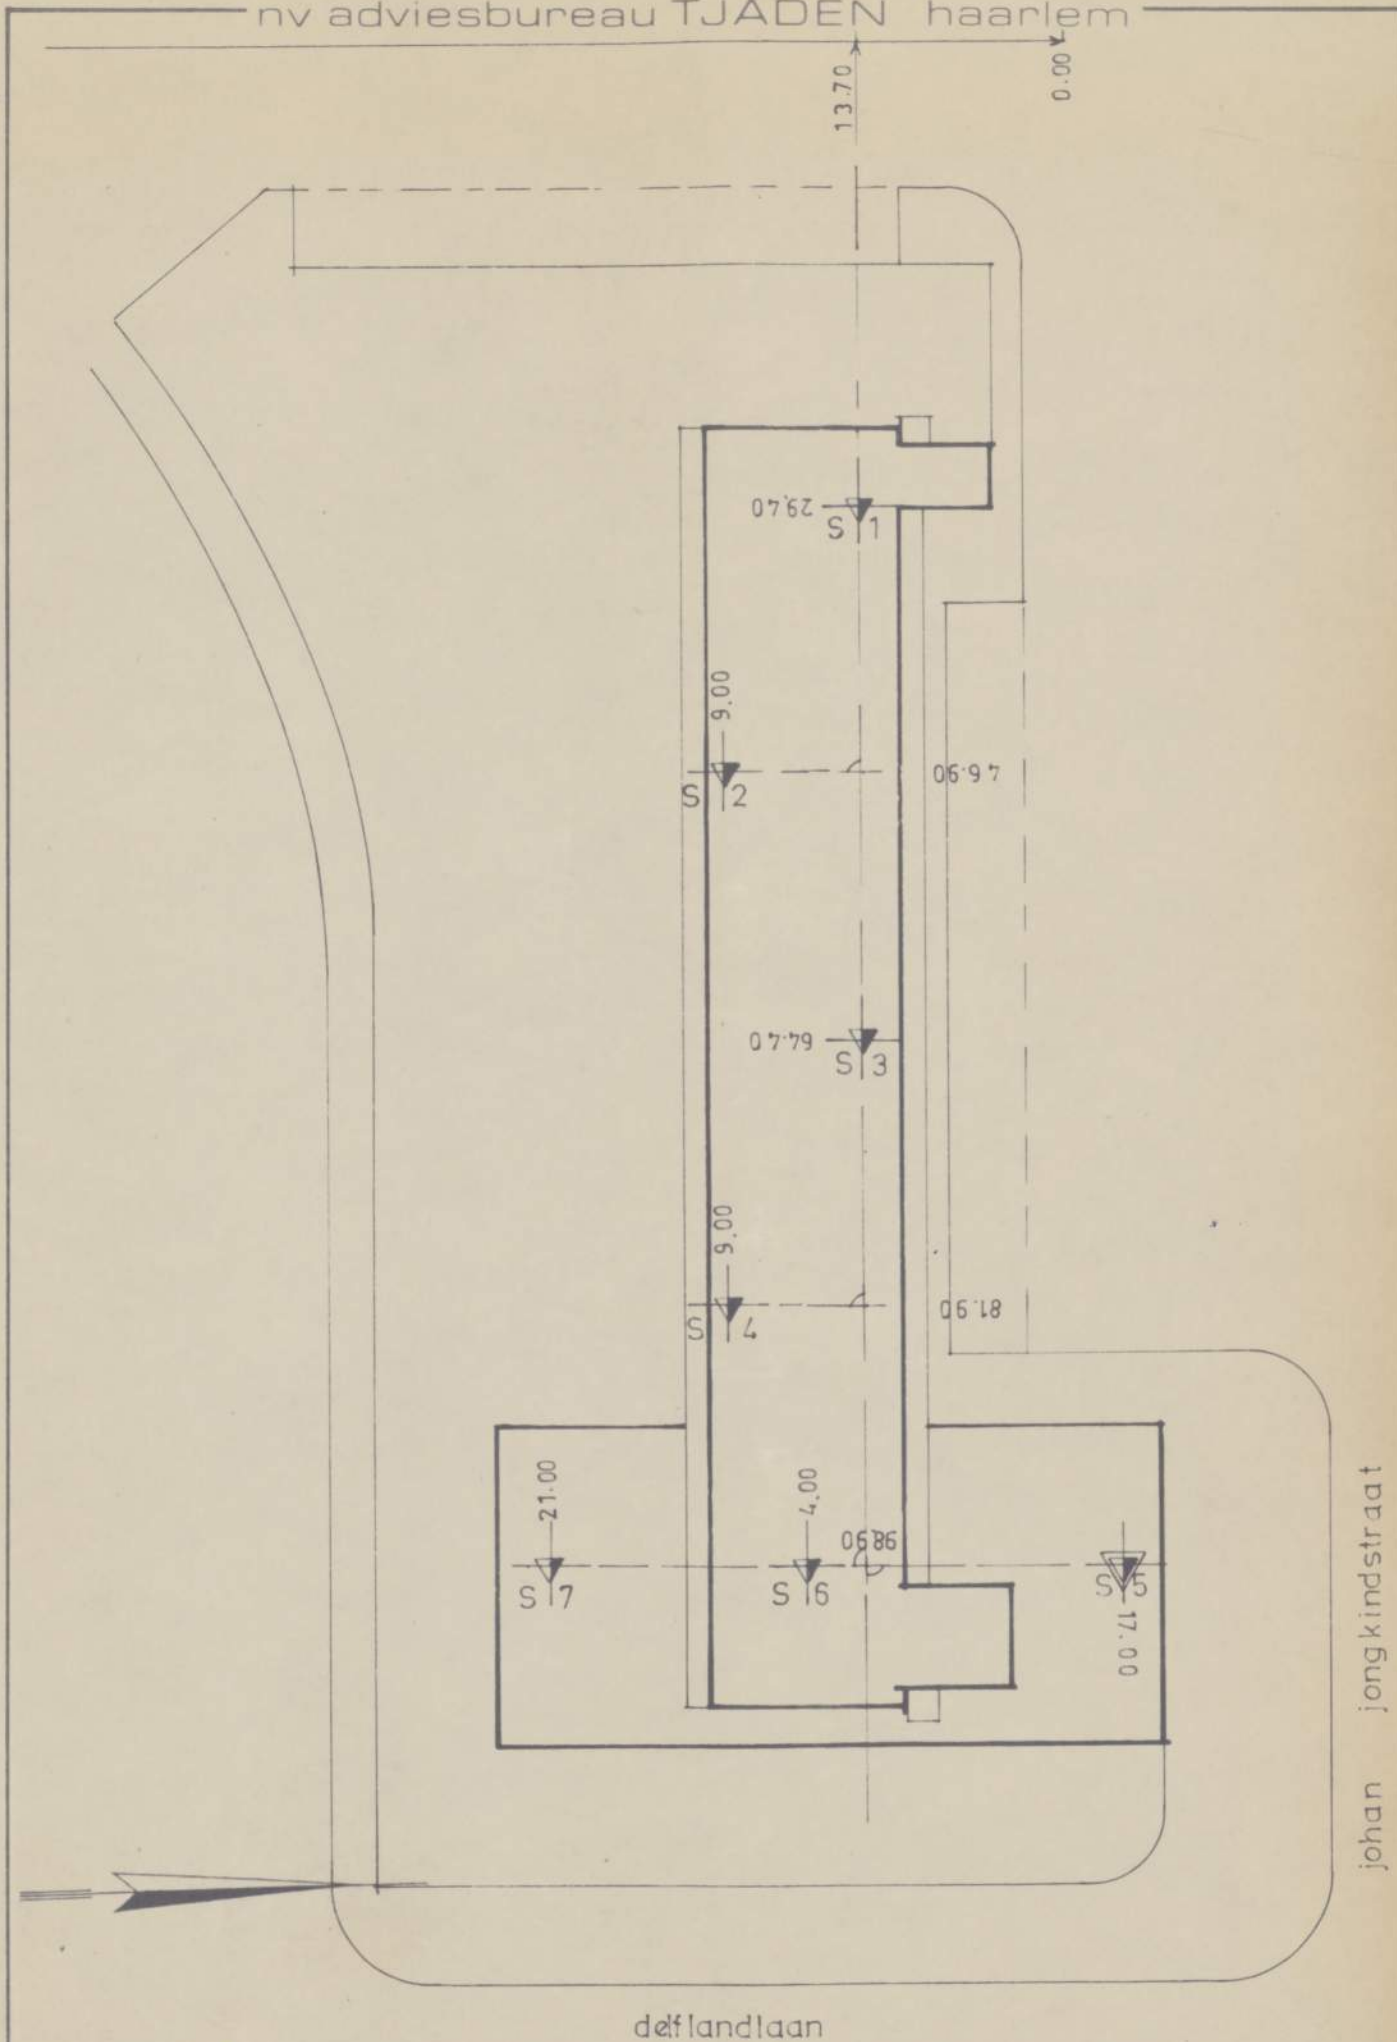 nv adviesbureau TJADEN haarlem
13.70
0.00
29.40
S 1
9.00
S 2
46.90
64.40
S 3
9.00
S 4
81.90
21.00
4.00
98.90
S 7
S 6
S 5
17.00
johan jongkindstraat
delflandlaan